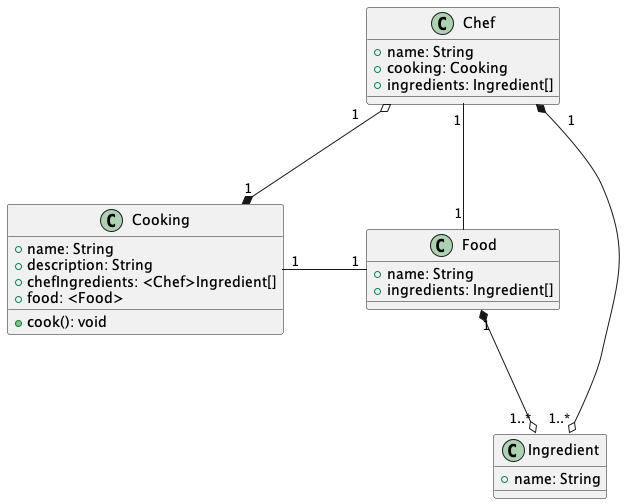 C Chef
name: String
cooking: Cooking
ingredients: Ingredient[]
1
1
1
1
C Cooking
name: String
description: String
chefIngredients: <Chef>Ingredient[]
food: <Food>
cook(): void
1
1
1
C Food
name: String
ingredients: Ingredient[]
1
1..*
1..*
C Ingredient
name: String